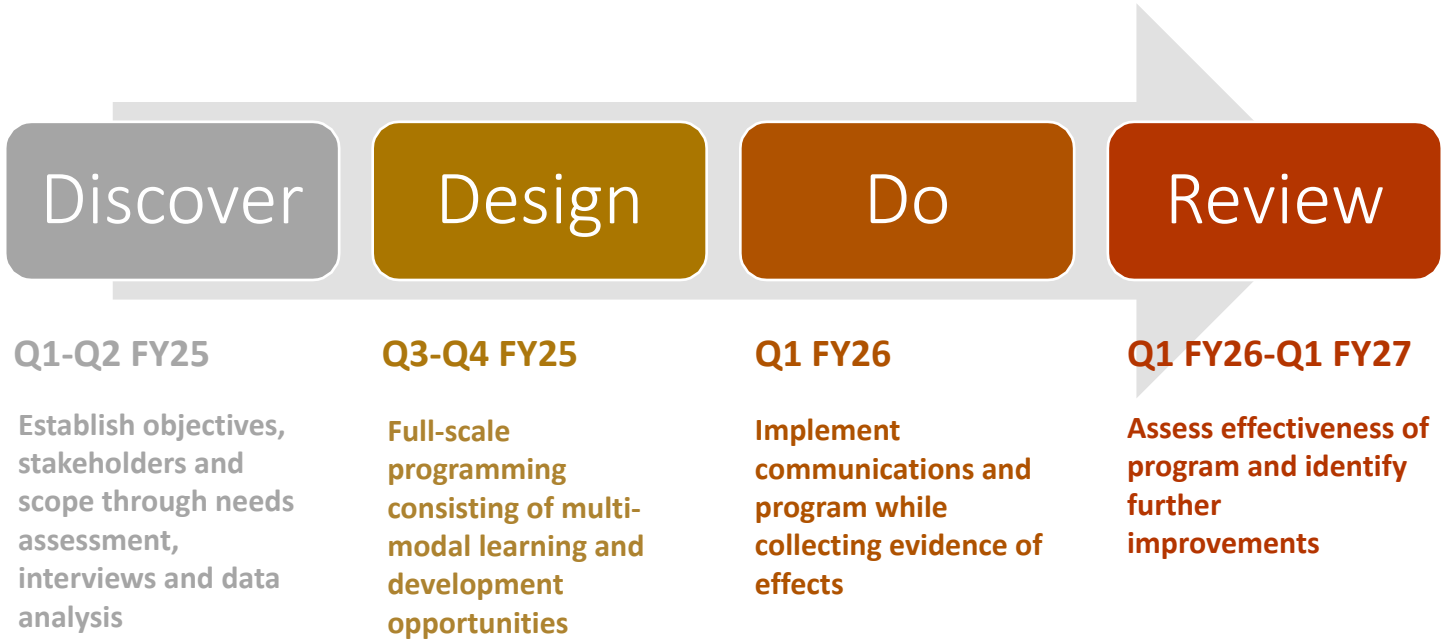 Discover
Design
Do
Review
Q1-Q2 FY25
Establish objectives,
stakeholders and
scope through needs
assessment,
interviews and data
analysis
Q3-Q4 FY25
Full-scale
programming
consisting of multi-
modal learning and
development
opportunities
Q1 FY26
Implement
communications and
program while
collecting evidence of
effects
Q1 FY26-Q1 FY27
Assess effectiveness of
program and identify
further
improvements